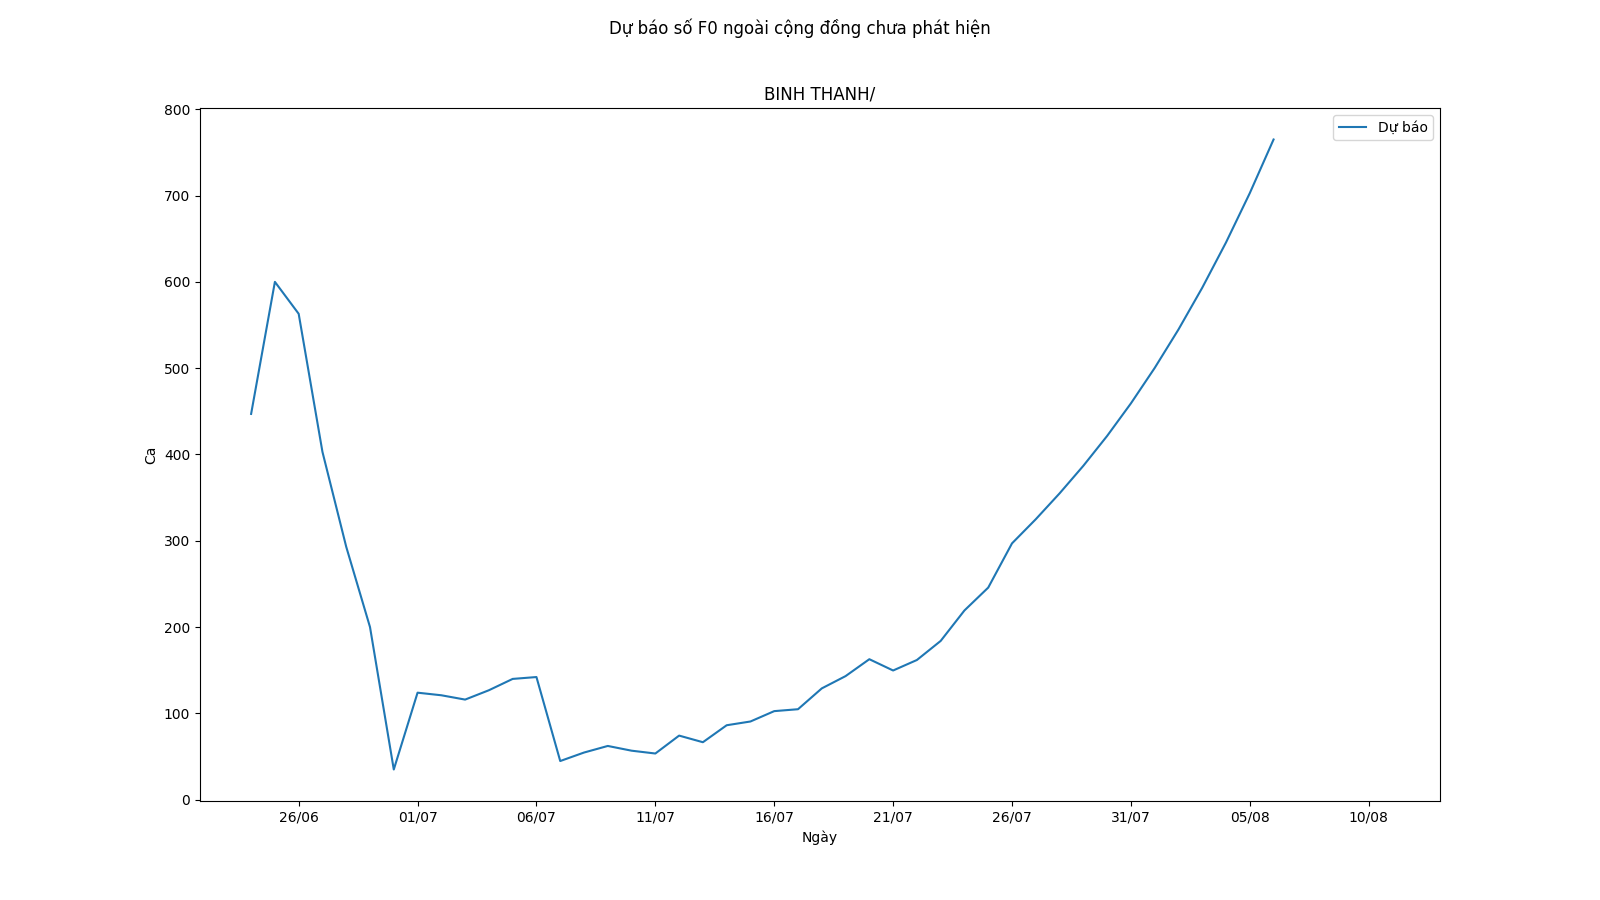 Dự báo số F0 ngoài cộng đồng chưa phát hiện
BINH THANH/
Dự báo
800
700
600
500
400
300
200
100
0
Ca
26/06 01/07 06/07 11/07 16/07 21/07 26/07 31/07 05/08 10/08
Ngày